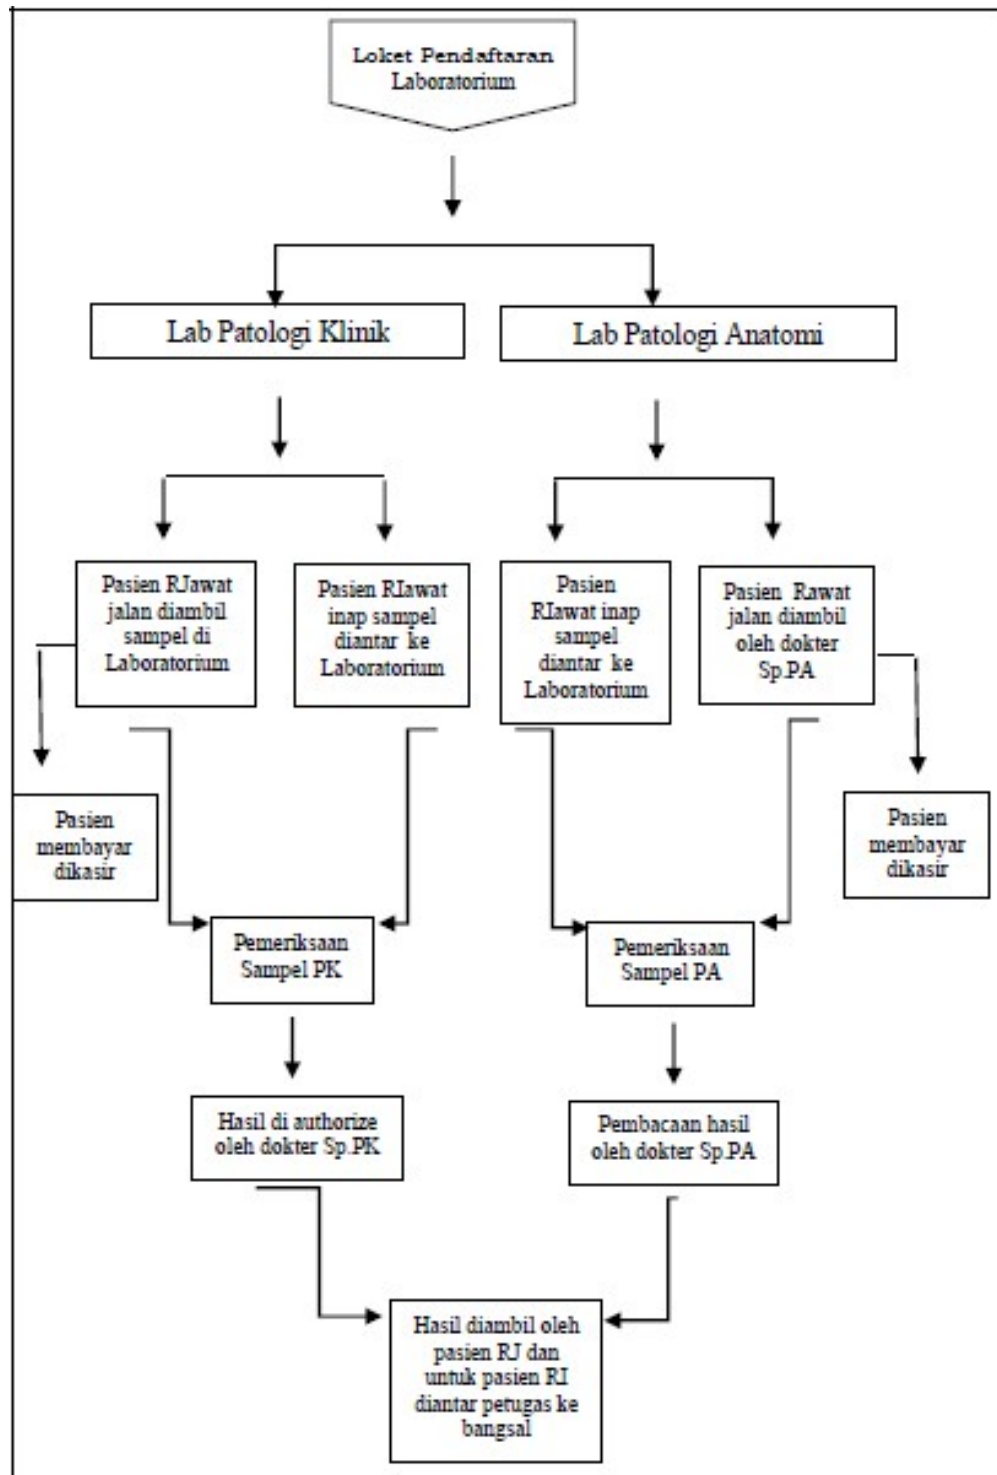 Loket Pendaftaran
Laboratorium
Lab Patologi Klinik
Lab Patologi Anatomi
Pasien RJawat
jalan diambil
sampel di
Laboratorium
Pasien RIawat
inap sampel
diantar ke
Laboratorium
Pasien
RIawat inap
sampel
diantar ke
Laboratorium
Pasien Rawat
jalan diambil
oleh dokter
Sp.PA
Pasien
membayar
dikasir
Pasien
membayar
dikasir
Pemeriksaan
Sampel PK
Pemeriksaan
Sampel PA
Hasil di authorize
oleh dokter Sp.PK
Pembacaan hasil
oleh dokter Sp.PA
Hasil diambil oleh
pasien RJ dan
untuk pasien RI
diantar petugas ke
bangsal